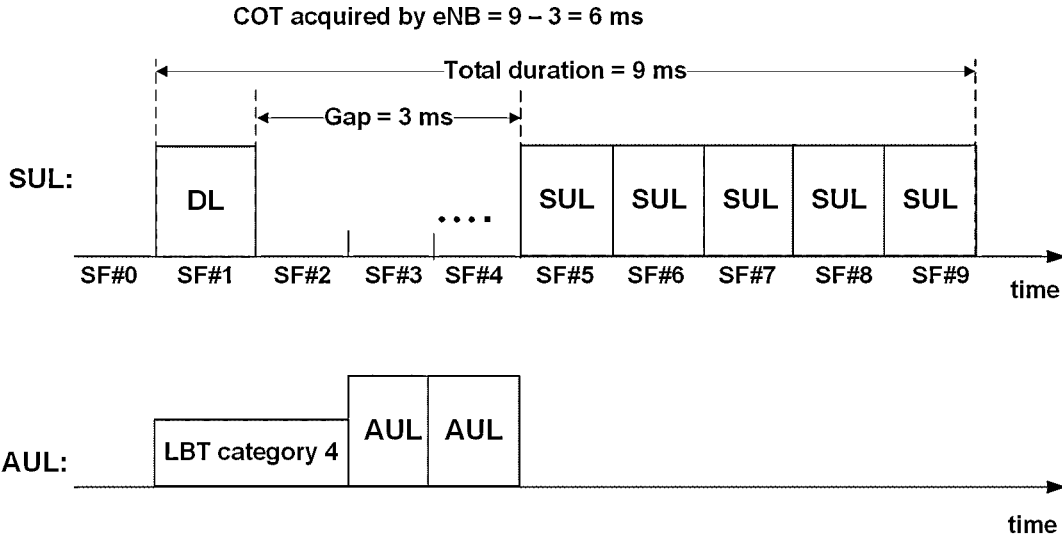 COT acquired by eNB = 9 – 3 = 6 ms
Total duration = 9 ms
Gap = 3 ms
SUL:
DL
....
SUL SUL SUL SUL SUL
SF#0 SF#1 SF#2 SF#3 SF#4 SF#5 SF#6 SF#7 SF#8 SF#9
time
AUL:
LBT category 4
AUL AUL
time